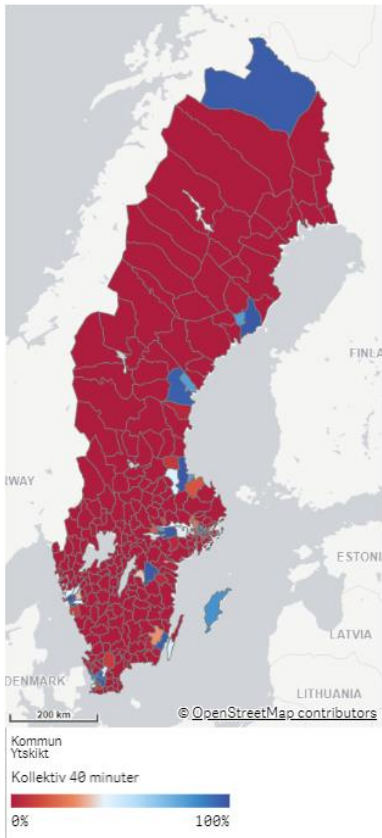 FINLA
RWAY
ESTONI
LATVIA
DENMARK
LITHUANIA
200 km
© OpenStreetMap contributors
Kommun
Ytskikt
Kollektiv 40 minuter
0% 100%